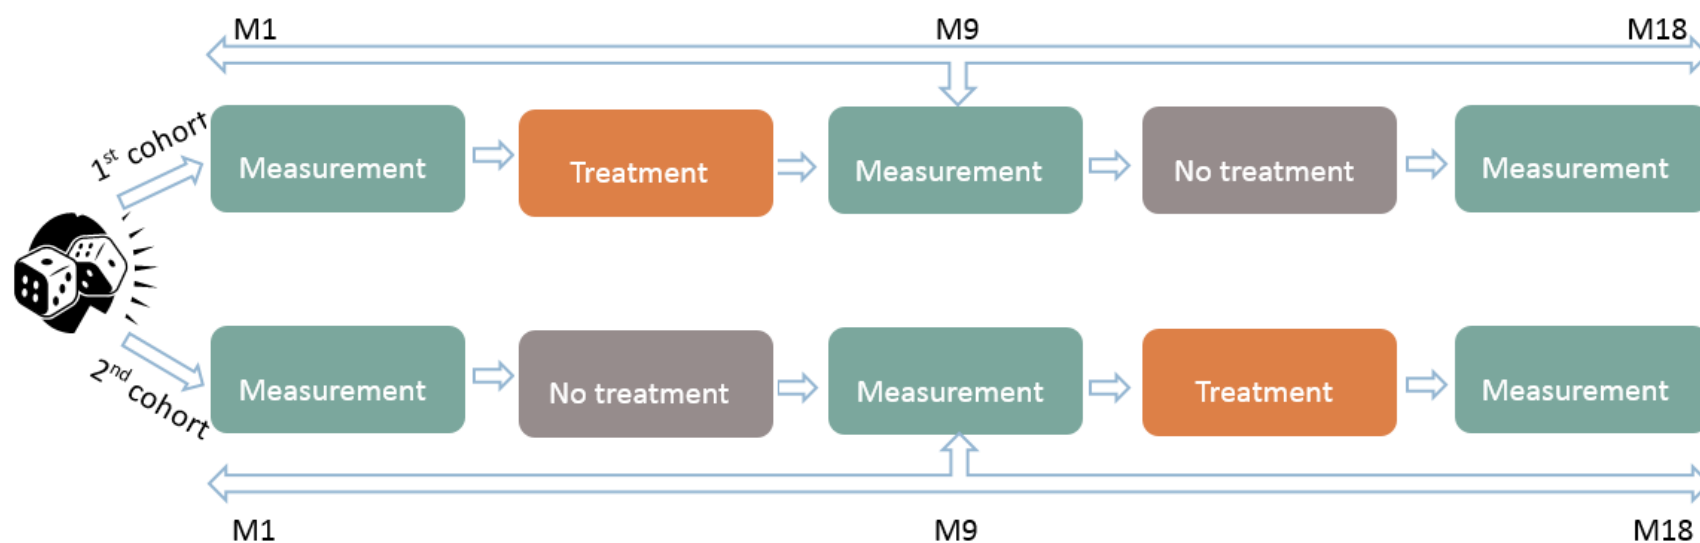 M1 M9 M18
1st cohort
Measurement Treatment Measurement No treatment Measurement
2nd cohort
Measurement No treatment Measurement Treatment Measurement
M1 M9 M18